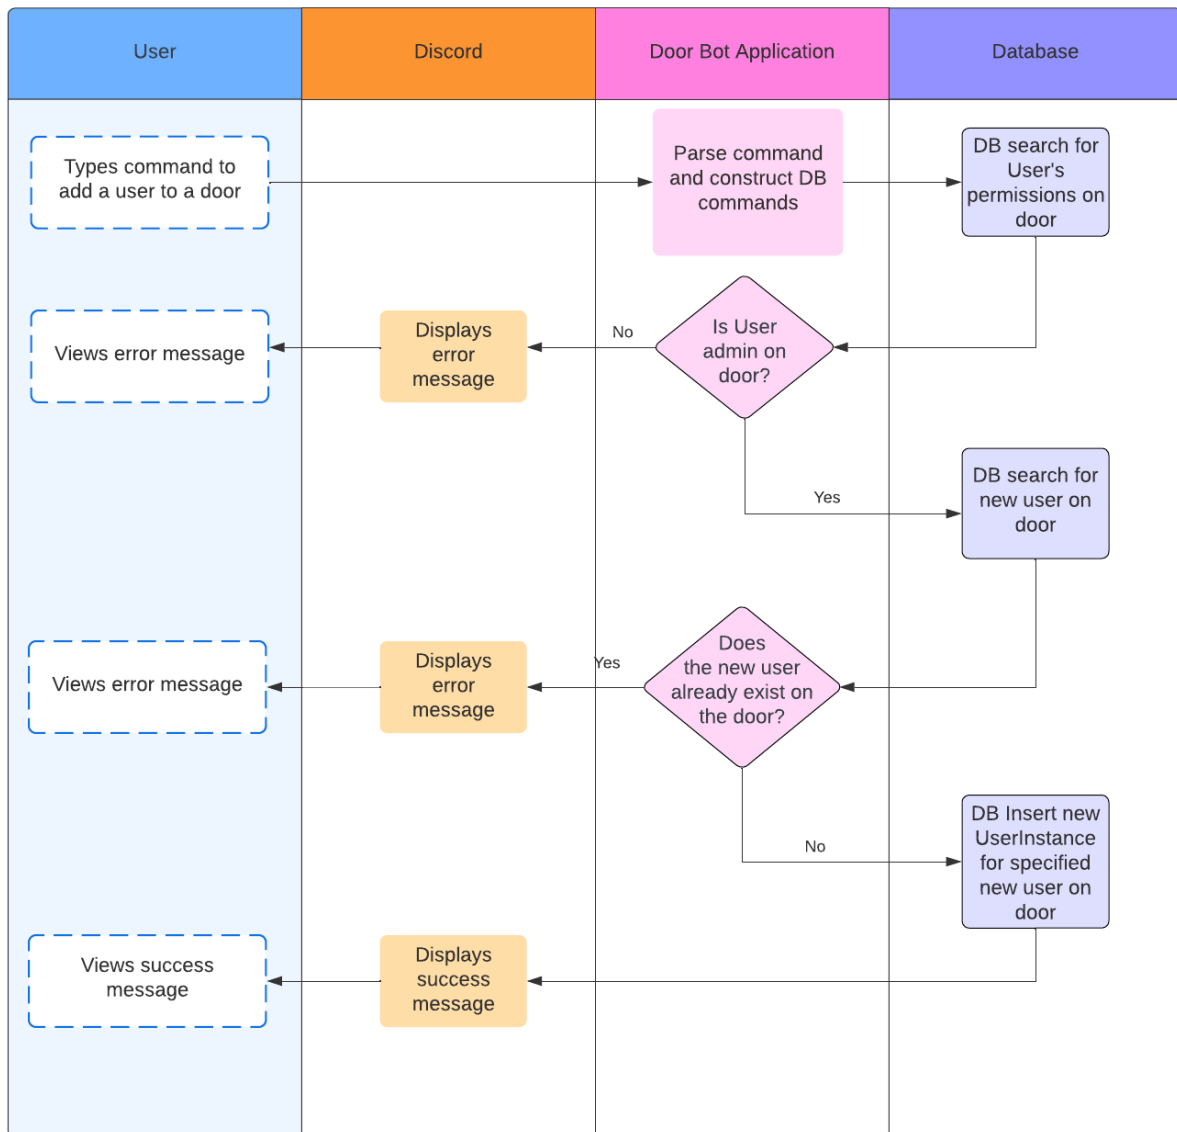 User
Discord
Door Bot Application
Database
Types command to
add a user to a door
Parse command
and construct DB
commands
DB search for
User's
permissions on
door
Views error message
Displays
error
message
No
Is User
admin on
door?
Yes
DB search for
new user on
door
Views error message
Displays
error
message
Yes
Does
the new user
already exist on
the door?
No
DB Insert new
UserInstance
for specified
new user on
door
Views success
message
Displays
success
message